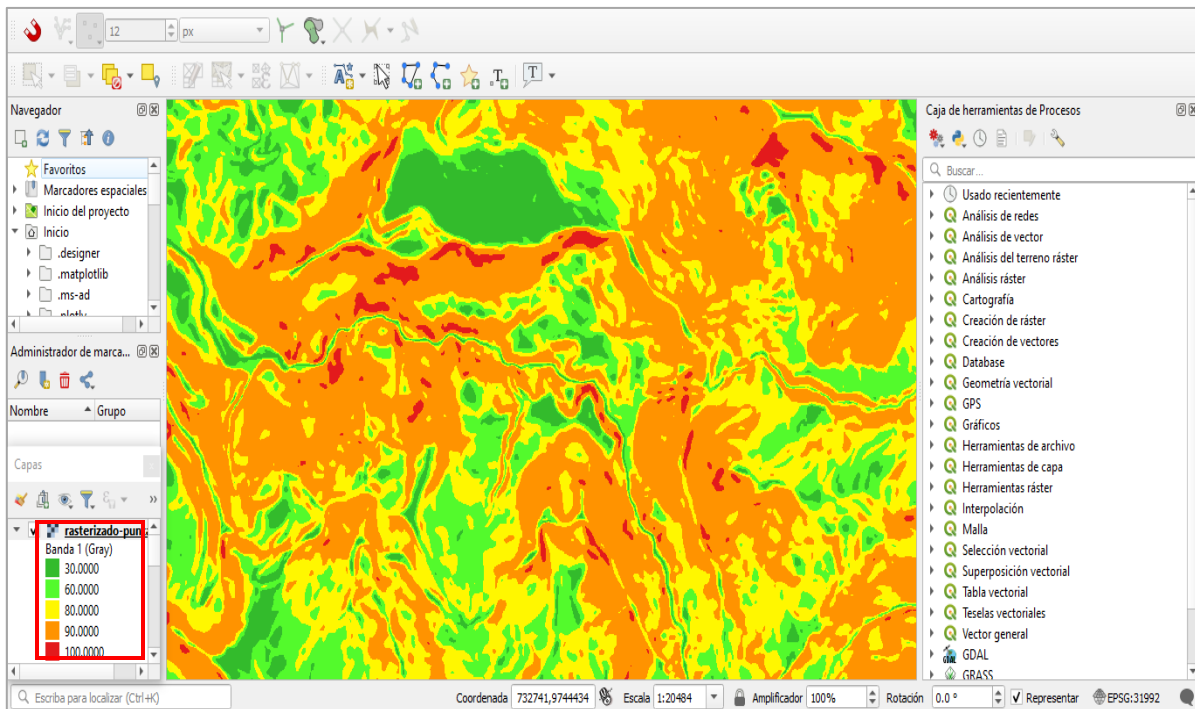 12
px
Navegador
Favoritos
Marcadores espaciales
Inicio del proyecto
Inicio
.designer
.matplotlib
.ms-ad
.plotly
Administrador de marca...
Nombre
Grupo
Capas
»
rasterizado-pun
Banda 1 (Gray)
30.0000
60.0000
80.0000
90.0000
100.0000
Caja de herramientas de Procesos
Buscar...
Usado recientemente
Análisis de redes
Análisis de vector
Análisis del terreno ráster
Análisis ráster
Cartografía
Creación de ráster
Creación de vectores
Database
Geometría vectorial
GPS
Gráficos
Herramientas de archivo
Herramientas de capa
Herramientas ráster
Interpolación
Malla
Selección vectorial
Superposición vectorial
Tabla vectorial
Teselas vectoriales
Vector general
GDAL
GRASS
Escriba para localizar (Ctrl+K)
Coordenada 732741,9744434 Escala 1:20484 Amplificador 100% Rotación 0.0 ° Representar EPSG:31992